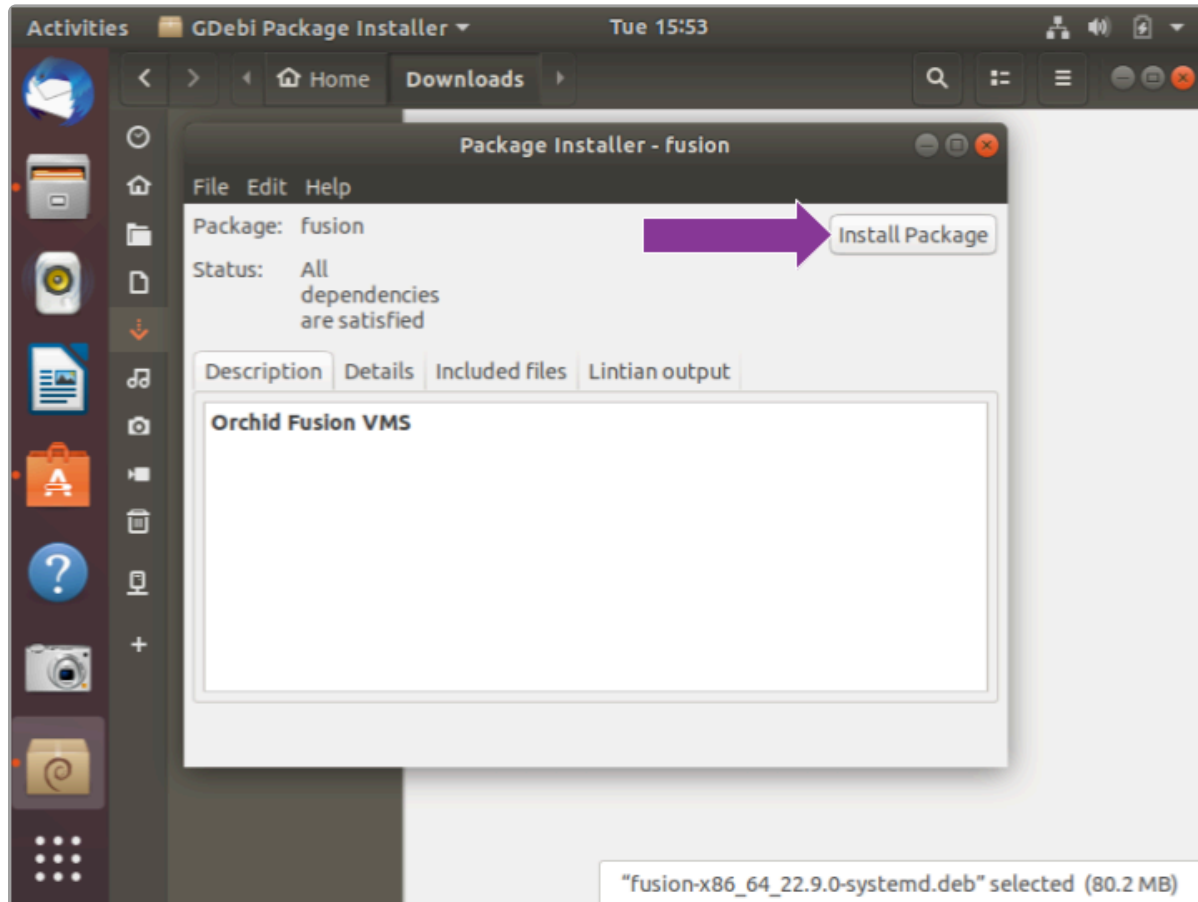 Activities GDebi Package Installer Tue 15:53
Home Downloads
Package Installer - fusion
File Edit Help
Package: fusion
Install Package
Status: All
dependencies
are satisfied
Description Details Included files Lintian output
Orchid Fusion VMS
“fusion-x86_64_22.9.0-systemd.deb” selected (80.2 MB)